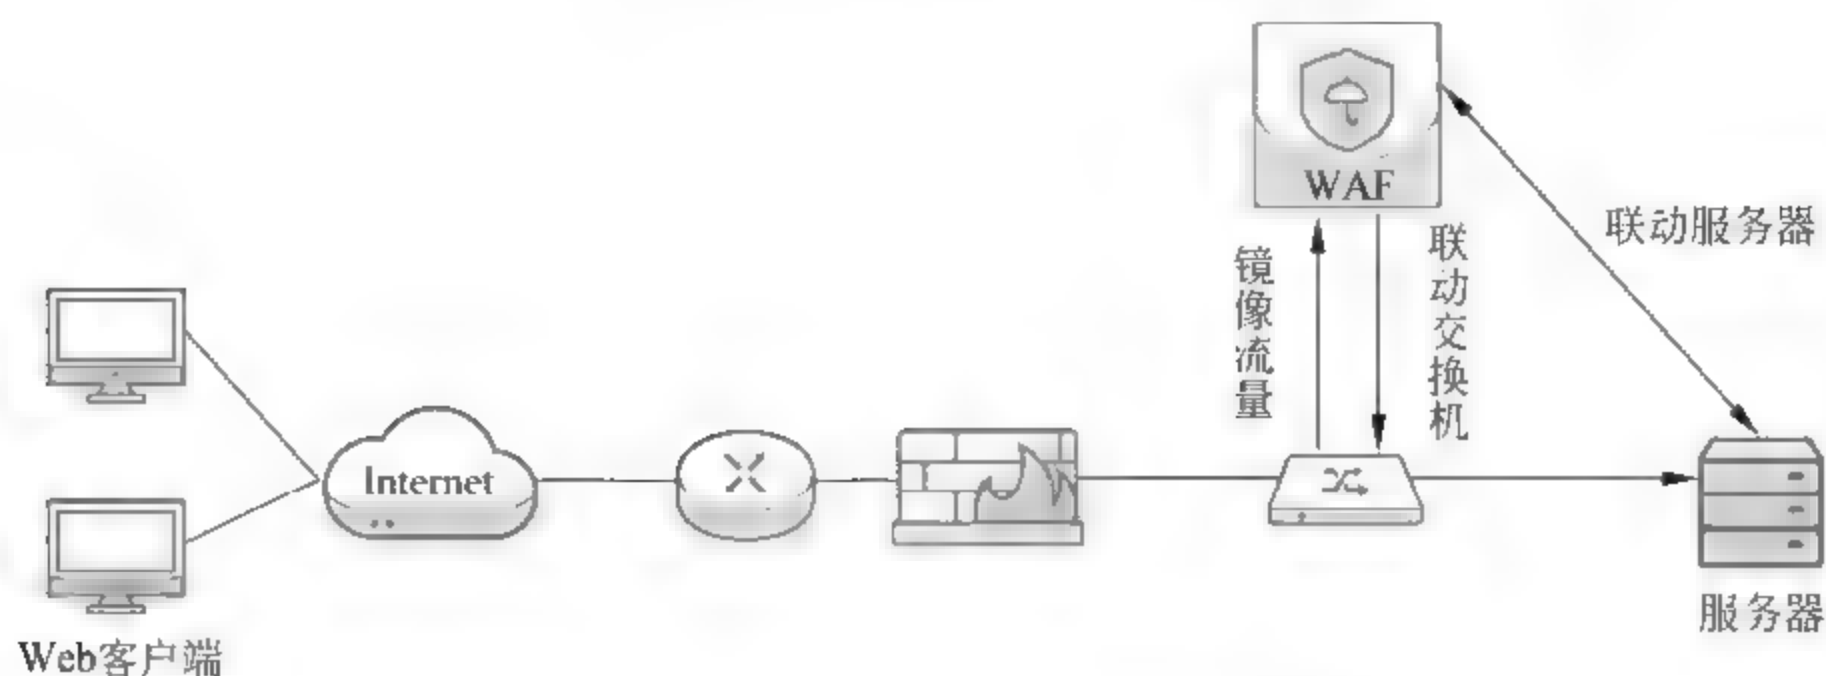 WAF
联动服务器
镜像流量
联动交换机
Internet
服务器
Web客户端